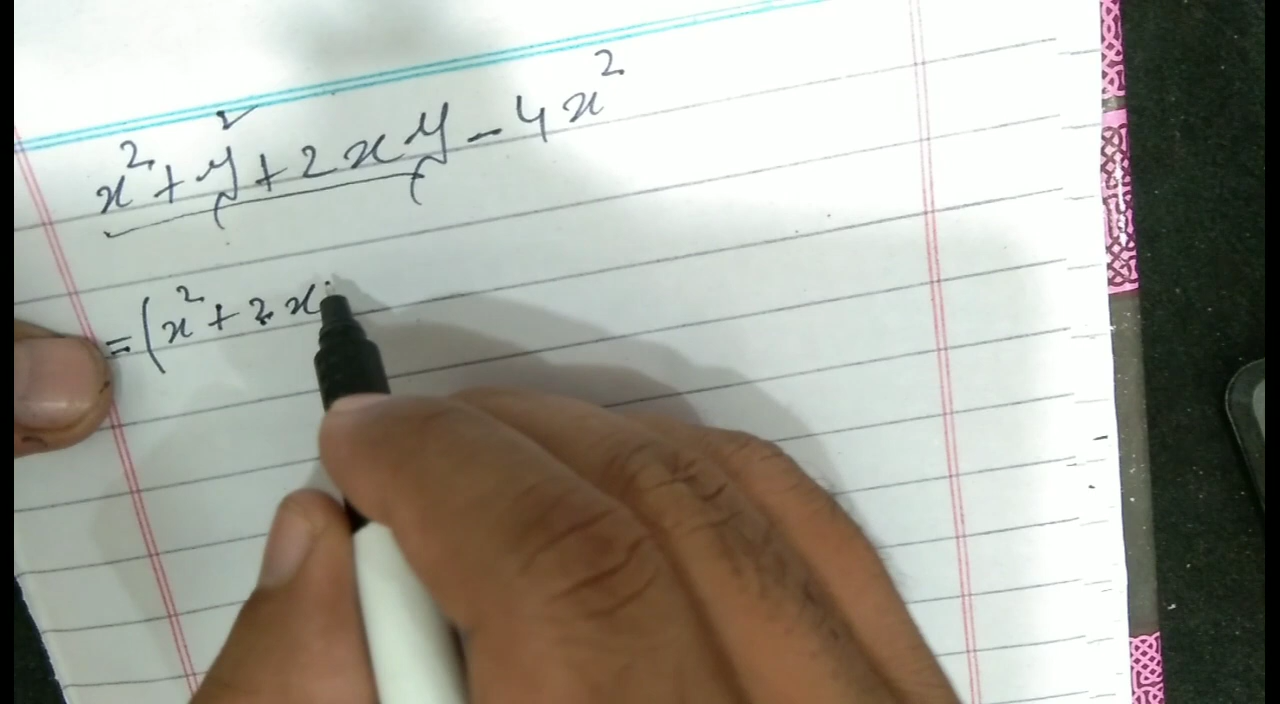 x² + y² + 2xy - 4x²
= (x² + 2x